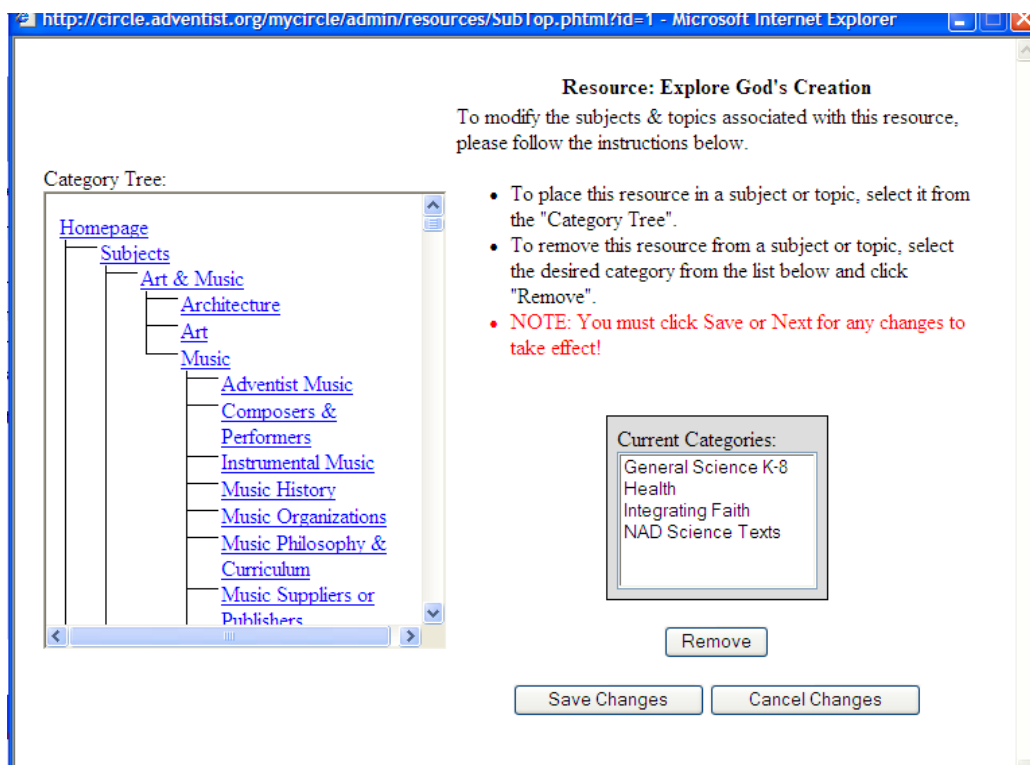 http://circle.adventist.org/mycircle/admin/resources/SubTop.phtml?id=1 - Microsoft Internet Explorer
Resource: Explore God's Creation
To modify the subjects & topics associated with this resource,
please follow the instructions below.
Category Tree:
Homepage
Subjects
Art & Music
Architecture
Art
Music
Adventist Music
Composers &
Performers
Instrumental Music
Music History
Music Organizations
Music Philosophy &
Curriculum
Music Suppliers or
Publishers
• To place this resource in a subject or topic, select it from
the "Category Tree".
• To remove this resource from a subject or topic, select
the desired category from the list below and click
"Remove".
• NOTE: You must click Save or Next for any changes to
take effect!
Current Categories:
General Science K-8
Health
Integrating Faith
NAD Science Texts
Remove
Save Changes
Cancel Changes